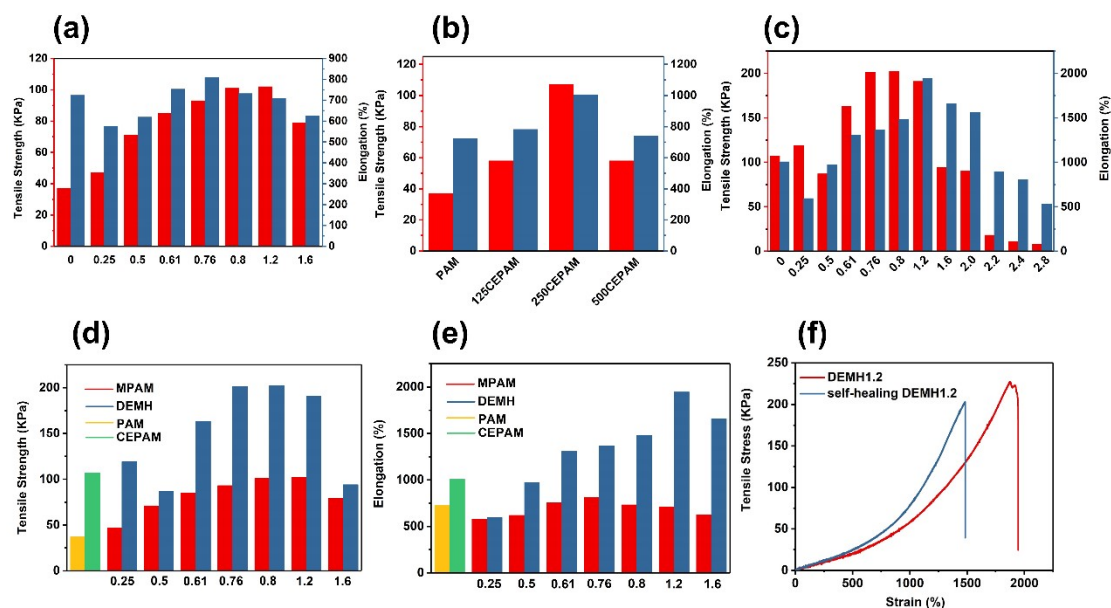 (a)
Tensile Strength (KPa)
120
100
80
60
40
20
0
900
800
700
600
500
400
300
200
100
0
Elongation (%)
0 0.25 0.5 0.61 0.76 0.8 1.2 1.6
(b)
Tensile Strength (KPa)
120
100
80
60
40
20
0
1200
1000
800
600
400
200
0
Elongation (%)
PAM 125CEPAM 250CEPAM 500CEPAM
(c)
Tensile Strength (KPa)
200
150
100
50
0
2000
1500
1000
500
0
Elongation (%)
0 0.25 0.5 0.61 0.76 0.8 1.2 1.6 2.0 2.2 2.4 2.8
(d)
Tensile Strength (KPa)
200
150
100
50
0
MPAM
DEMH
PAM
CEPAM
0.25 0.5 0.61 0.76 0.8 1.2 1.6
(e)
Elongation (%)
2000
1500
1000
500
0
MPAM
DEMH
PAM
CEPAM
0.25 0.5 0.61 0.76 0.8 1.2 1.6
(f)
Tensile Stress (KPa)
250
200
150
100
50
0
DEMH1.2
self-healing DEMH1.2
0 500 1000 1500 2000
Strain (%)